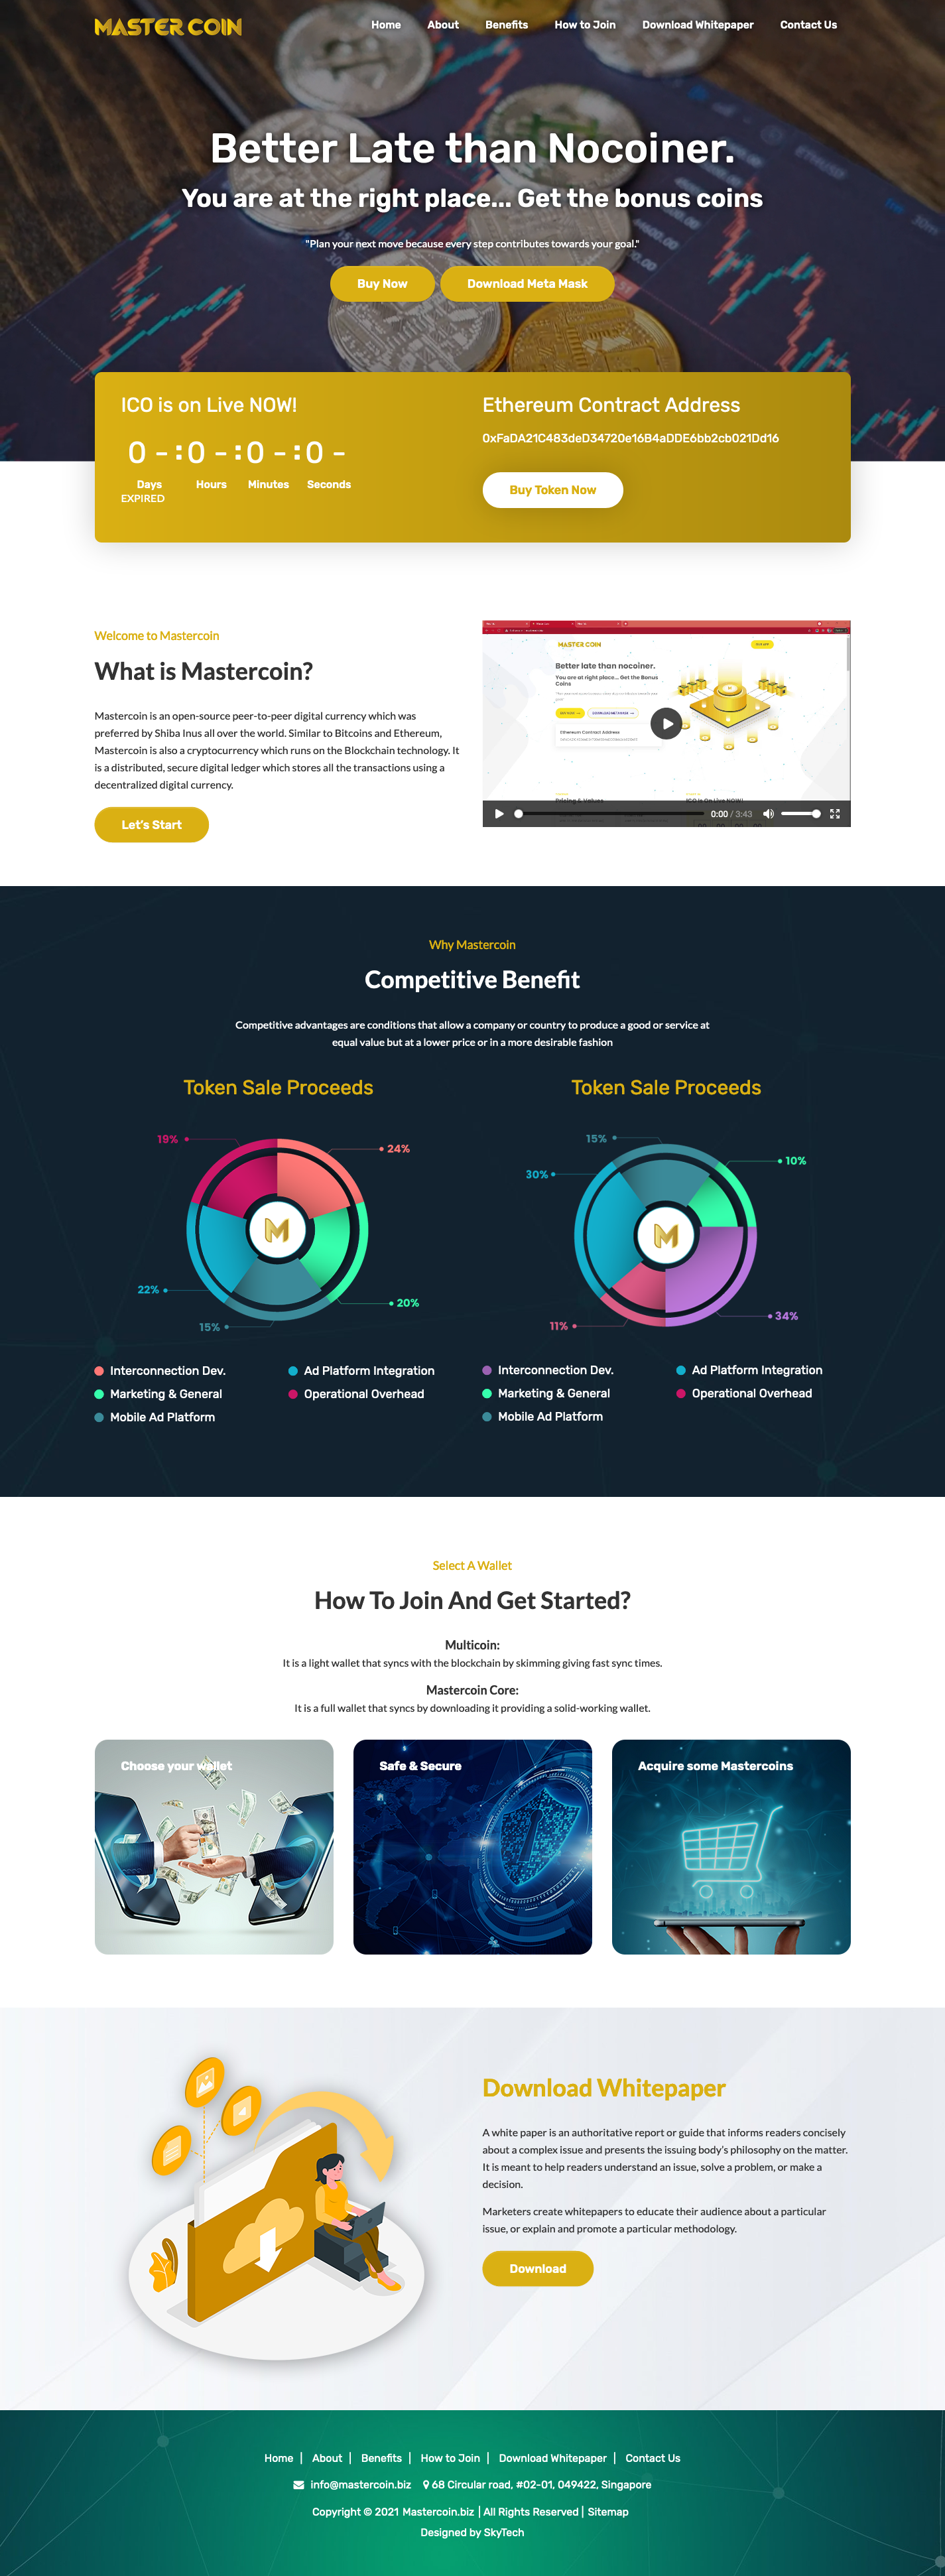 MASTER COIN
Home About Benefits How to Join Download Whitepaper Contact Us
Better Late than Nocoiner.
You are at the right place... Get the bonus coins
"Plan your next move because every step contributes towards your goal."
Buy Now Download Meta Mask
ICO is on Live NOW!
0 - : 0 - : 0 - : 0 -
Days Hours Minutes Seconds
EXPIRED
Ethereum Contract Address
0xFaDA21C483deD34720e16B4aDDE6bb2cb021Dd16
Buy Token Now
Welcome to Mastercoin
What is Mastercoin?
Mastercoin is an open-source peer-to-peer digital currency which was
preferred by Shiba Inus all over the world. Similar to Bitcoins and Ethereum,
Mastercoin is also a cryptocurrency which runs on the Blockchain technology. It
is a distributed, secure digital ledger which stores all the transactions using a
decentralized digital currency.
Let's Start
MASTER COIN
Better late than nocoiner.
You are at right place... Get the Bonus
Coins
Ethereum Contract Address
Pricing & Values
ICO is On Live NOW!
0:00 / 3:43
Why Mastercoin
Competitive Benefit
Competitive advantages are conditions that allow a company or country to produce a good or service at
equal value but at a lower price or in a more desirable fashion
Token Sale Proceeds
19%
24%
22%
20%
15%
M
Interconnection Dev.
Ad Platform Integration
Marketing & General
Operational Overhead
Mobile Ad Platform
Token Sale Proceeds
15%
10%
30%
34%
11%
M
Interconnection Dev.
Ad Platform Integration
Marketing & General
Operational Overhead
Mobile Ad Platform
Select A Wallet
How To Join And Get Started?
Multicoin:
It is a light wallet that syncs with the blockchain by skimming giving fast sync times.
Mastercoin Core:
It is a full wallet that syncs by downloading it providing a solid-working wallet.
Choose your wallet
Safe & Secure
Acquire some Mastercoins
Download Whitepaper
A white paper is an authoritative report or guide that informs readers concisely
about a complex issue and presents the issuing body's philosophy on the matter.
It is meant to help readers understand an issue, solve a problem, or make a
decision.
Marketers create whitepapers to educate their audience about a particular
issue, or explain and promote a particular methodology.
Download
Home | About | Benefits | How to Join | Download Whitepaper | Contact Us
info@mastercoin.biz 68 Circular road, #02-01, 049422, Singapore
Copyright © 2021 Mastercoin.biz | All Rights Reserved | Sitemap
Designed by SkyTech